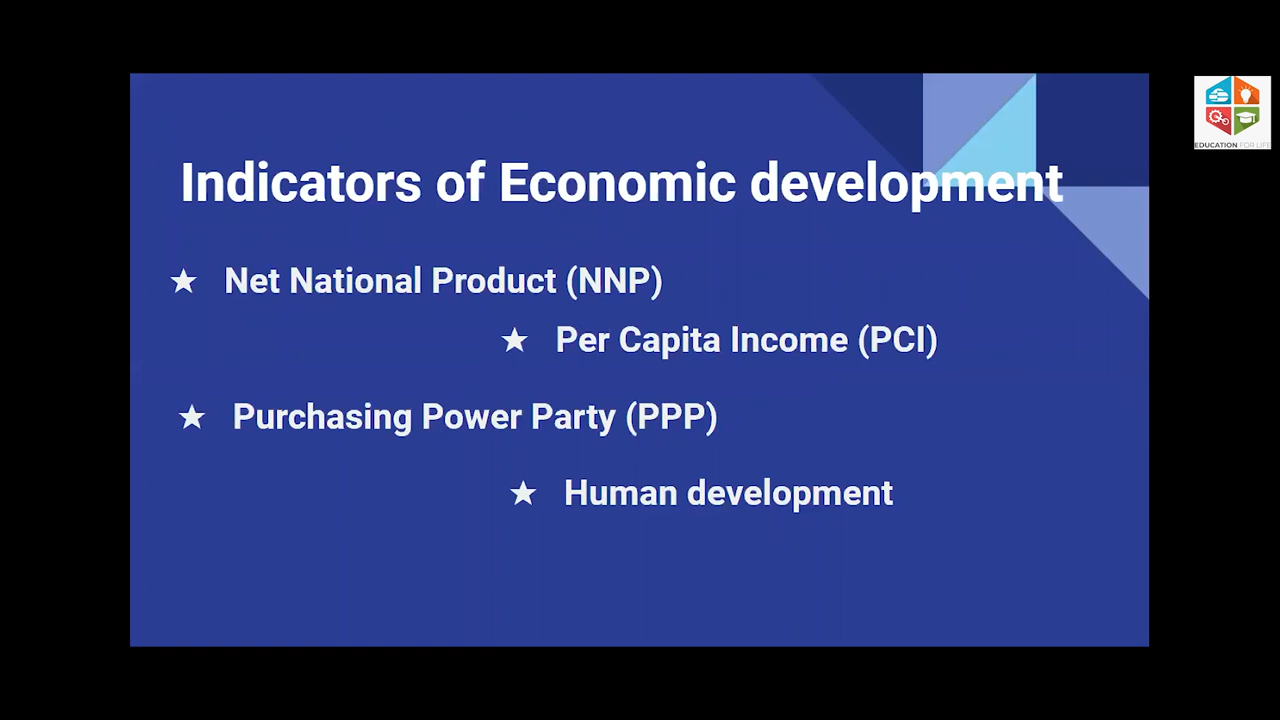 Indicators of Economic development
★ Net National Product (NNP)
★ Per Capita Income (PCI)
★ Purchasing Power Party (PPP)
★ Human development
EDUCATION FOR LIFE